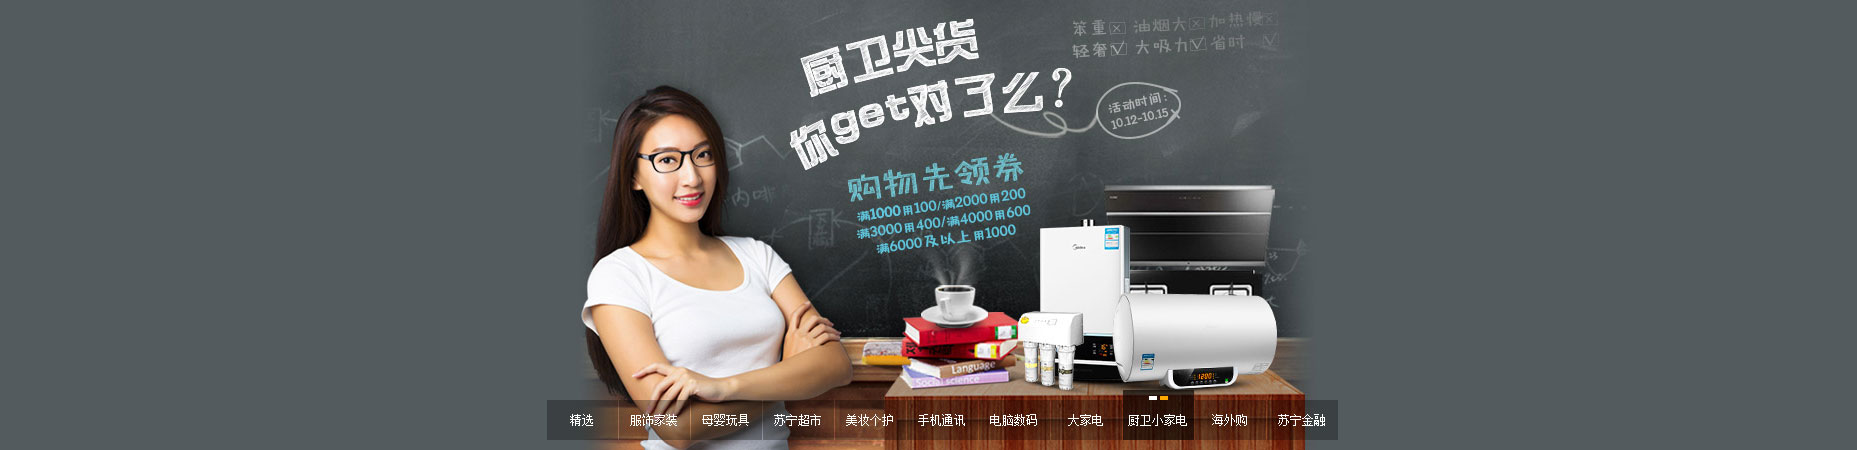 厨卫尖货
你get对了么?
笨重 油烟大 加热慢
轻奢 大吸力 省时
活动时间:
10.12-10.15
购物先领券
满1000用100/满2000用200
满3000用400/满4000用600
满6000及以上用1000
内啡
Midea
Language
Social science
精选 服饰家装 母婴玩具 苏宁超市 美妆个护 手机通讯 电脑数码 大家电 厨卫小家电 海外购 苏宁金融